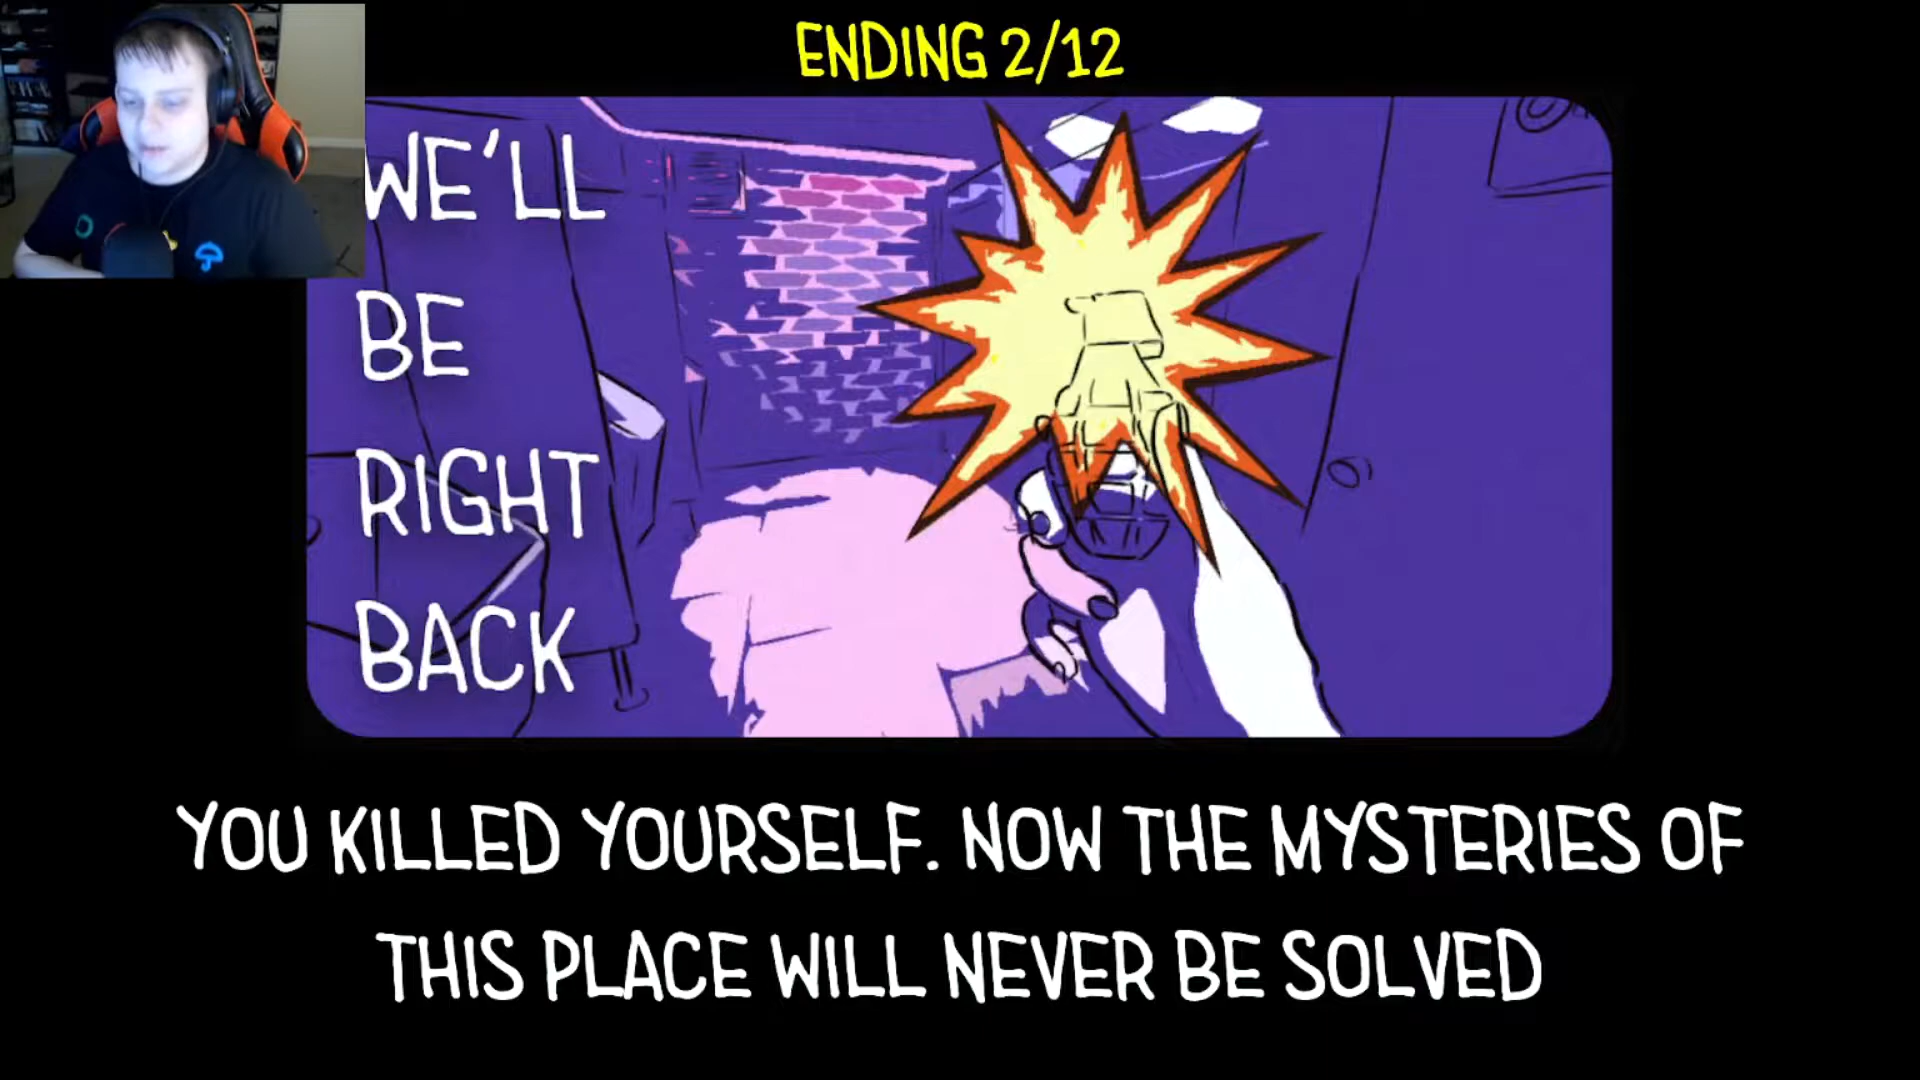 ENDING 2/12
WE'LL
BE
RIGHT
BACK
YOU KILLED YOURSELF. NOW THE MYSTERIES OF
THIS PLACE WILL NEVER BE SOLVED